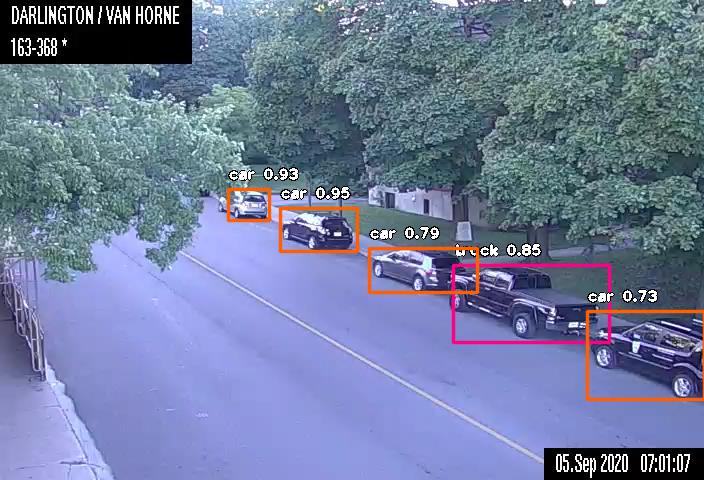 DARLINGTON / VAN HORNE
163-368 *
car 0.93
car 0.95
car 0.79
truck 0.85
car 0.73
05.Sep 2020 07:01:07